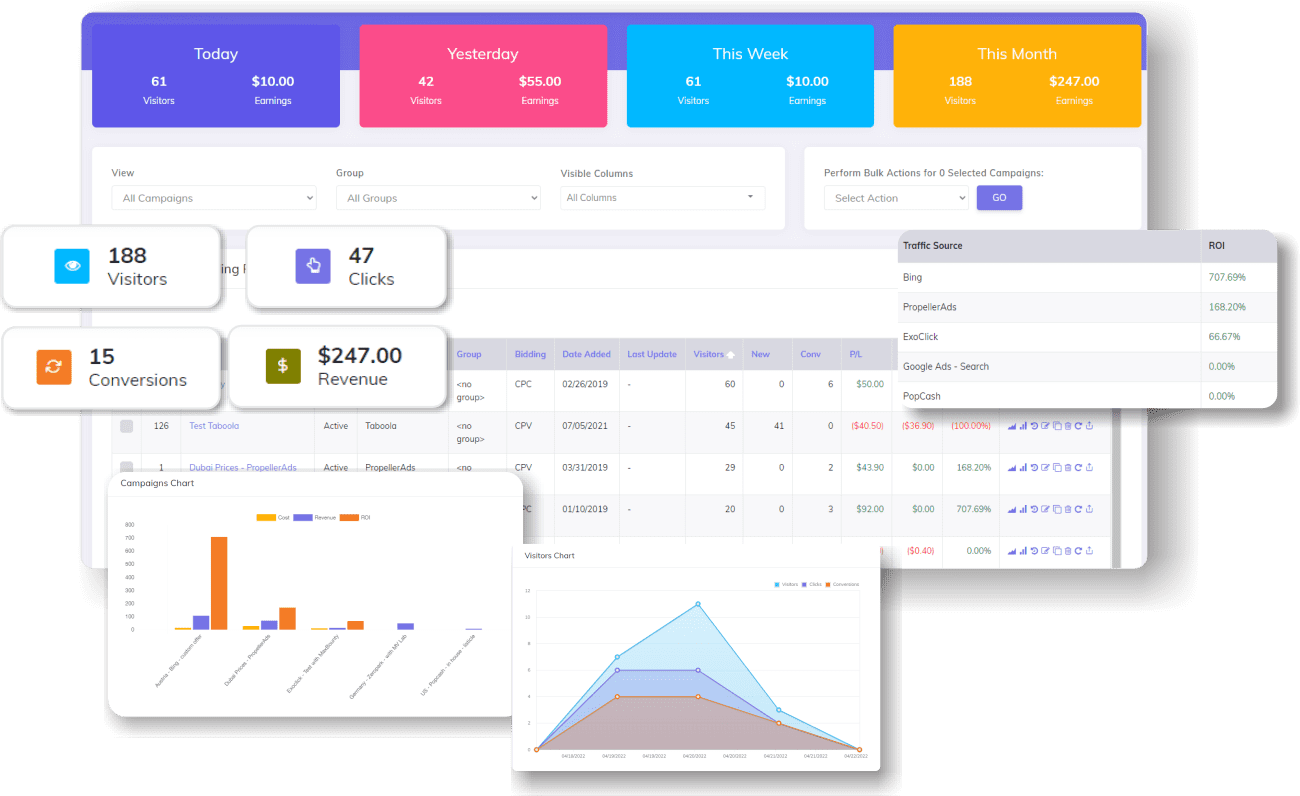 Today
61 $10.00
Visitors Earnings
Yesterday
42 $55.00
Visitors Earnings
This Week
61 $10.00
Visitors Earnings
This Month
188 $247.00
Visitors Earnings
View
All Campaigns
Group
All Groups
Visible Columns
All Columns
Perform Bulk Actions for 0 Selected Campaigns:
Select Action GO
188
Visitors
ing
47
Clicks
15
Conversions
$247.00
Revenue
Traffic Source ROI
Bing 707.69%
PropellerAds 168.20%
ExoClick 66.67%
Google Ads - Search 0.00%
PopCash 0.00%
Group Bidding Date Added Last Update Visitors New Conv P/L
y <no group> CPC 02/26/2019 - 60 0 6 $50.00
126 Test Taboola Active Taboola <no group> CPV 07/05/2021 - 45 41 0 ($40.50) ($36.90) (100.00%)
1 Dubai Prices - PropellerAds Active PropellerAds <no CPV 03/31/2019 - 29 0 2 $43.90 $0.00 168.20%
PC 01/10/2019 - 20 0 3 $92.00 $0.00 707.69%
($0.40) 0.00%
Campaigns Chart
Cost Revenue ROI
800
700
600
500
400
300
200
100
0
Austria - Bing - custom offer
Dubai Prices - PropellerAds
Exoclick - Test with MaxBounty
Germany - Zeropark - with MV Lab
US - Popcash - in house - article
Visitors Chart
Visitors Clicks Conversions
12
10
8
6
4
2
0
04/18/2022 04/19/2022 04/19/2022 04/20/2022 04/20/2022 04/21/2022 04/21/2022 04/22/2022